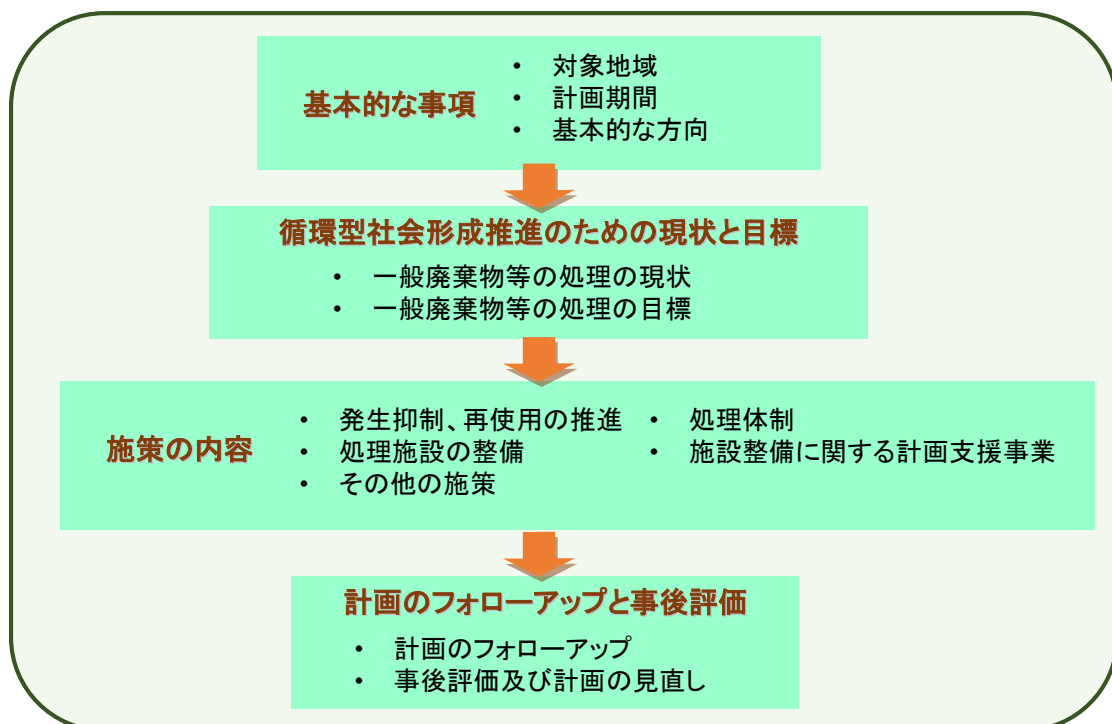 基本的な事項
• 対象地域
• 計画期間
• 基本的な方向
循環型社会形成推進のための現状と目標
• 一般廃棄物等の処理の現状
• 一般廃棄物等の処理の目標
施策の内容
• 発生抑制、再使用の推進
• 処理施設の整備
• その他の施策
• 処理体制
• 施設整備に関する計画支援事業
計画のフォローアップと事後評価
• 計画のフォローアップ
• 事後評価及び計画の見直し